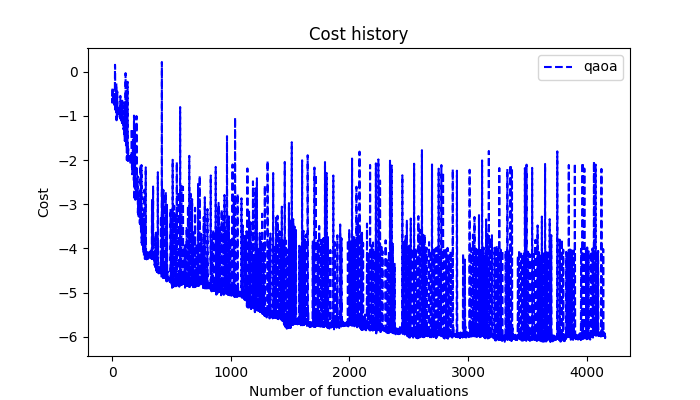 Cost history
qaoa
Cost
0
−1
−2
−3
−4
−5
−6
0 1000 2000 3000 4000
Number of function evaluations